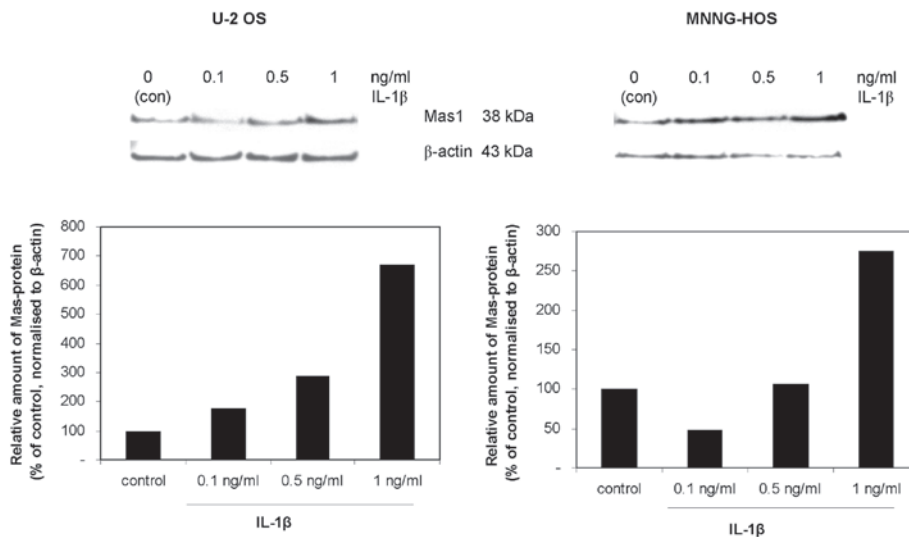 U-2 OS
0 0.1 0.5 1 ng/ml
(con) IL-1β
Mas1 38 kDa
β-actin 43 kDa
MNNG-HOS
0 0.1 0.5 1 ng/ml
(con) IL-1β
Relative amount of Mas-protein
(% of control, normalised to β-actin)
800
700
600
500
400
300
200
100
-
control 0.1 ng/ml 0.5 ng/ml 1 ng/ml
IL-1β
Relative amount of Mas-protein
(% of control, normalised to β-actin)
300
250
200
150
100
50
-
control 0.1 ng/ml 0.5 ng/ml 1 ng/ml
IL-1β